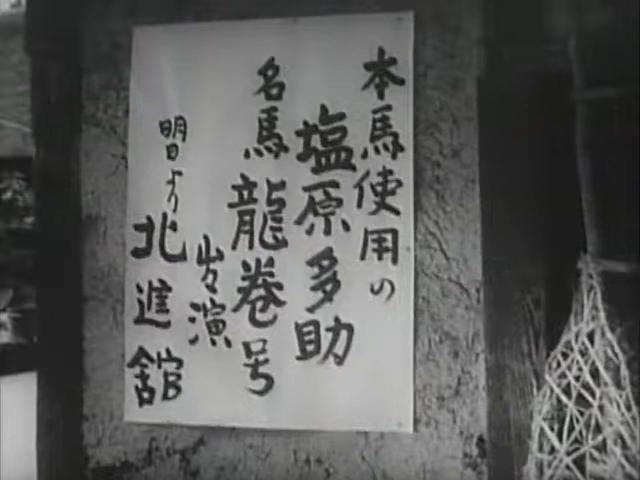 本馬使用の
塩原多助
名馬龍巻号
出演
明日より
北進舘